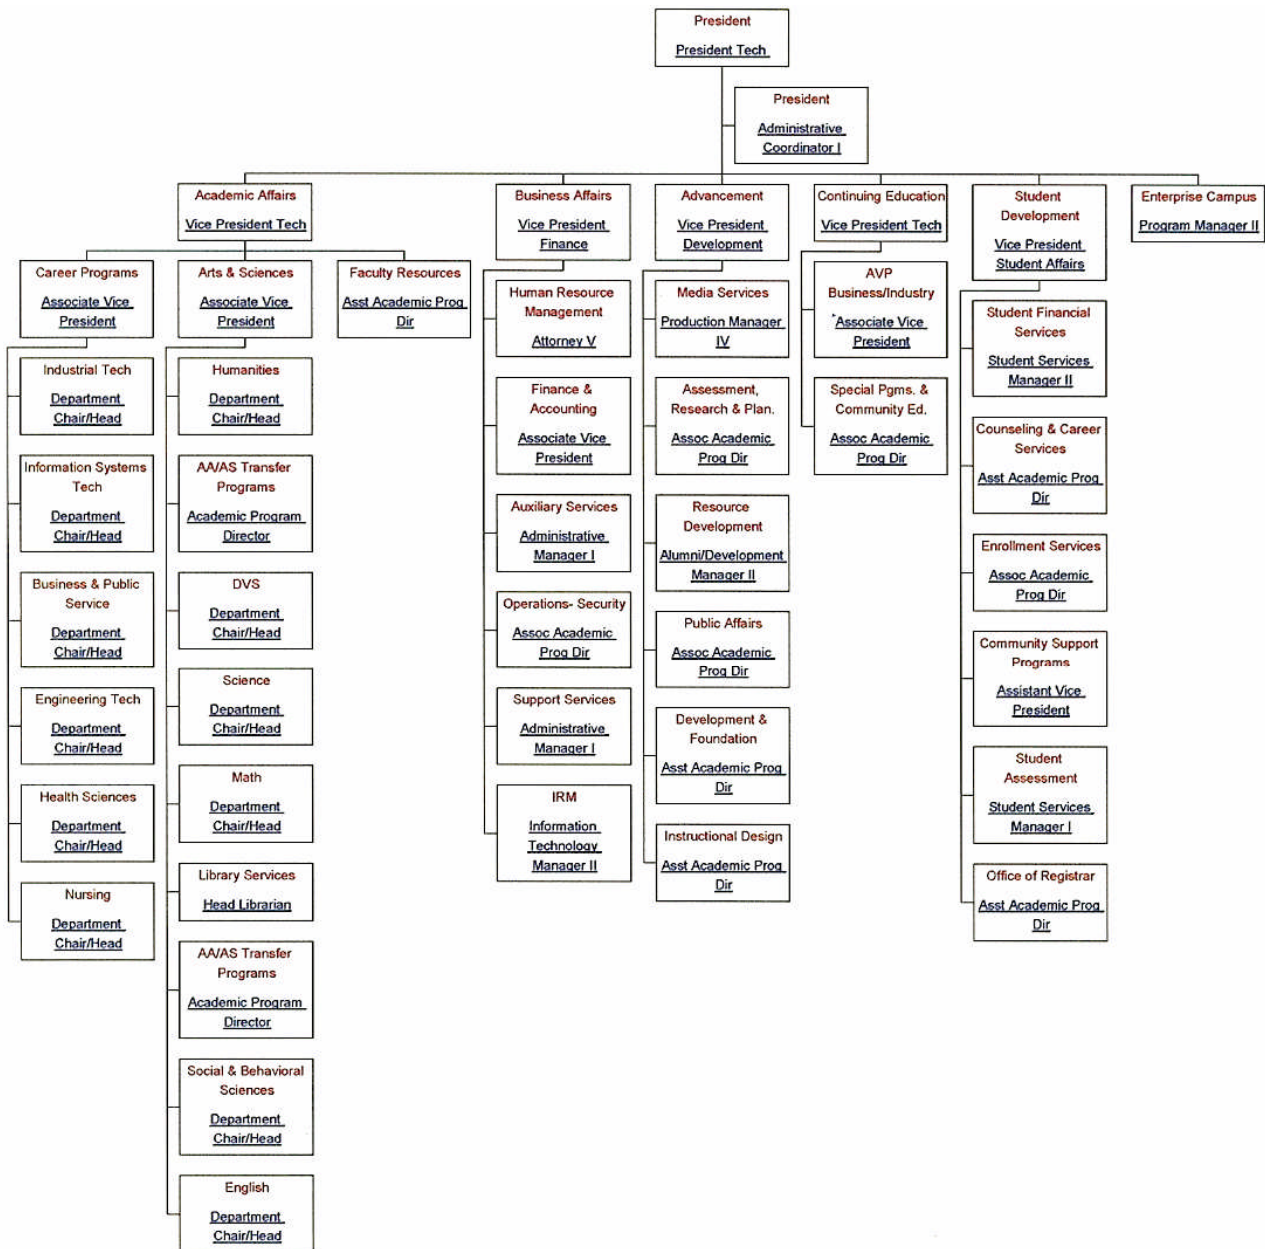 President
President Tech
President
Administrative
Coordinator I
Academic Affairs
Vice President Tech
Business Affairs
Vice President
Finance
Advancement
Vice President
Development
Continuing Education
Vice President Tech
Student
Development
Vice President
Student Affairs
Enterprise Campus
Program Manager II
Career Programs
Associate Vice
President
Industrial Tech
Department
Chair/Head
Information Systems
Tech
Department
Chair/Head
Business & Public
Service
Department
Chair/Head
Engineering Tech
Department
Chair/Head
Health Sciences
Department
Chair/Head
Nursing
Department
Chair/Head
Arts & Sciences
Associate Vice
President
Humanities
Department
Chair/Head
AA/AS Transfer
Programs
Academic Program
Director
DVS
Department
Chair/Head
Science
Department
Chair/Head
Math
Department
Chair/Head
Library Services
Head Librarian
AA/AS Transfer
Programs
Academic Program
Director
Social & Behavioral
Sciences
Department
Chair/Head
English
Department
Chair/Head
Faculty Resources
Asst Academic Prog
Dir
Human Resource
Management
Attorney V
Finance &
Accounting
Associate Vice
President
Auxiliary Services
Administrative
Manager I
Operations- Security
Assoc Academic
Prog Dir
Support Services
Administrative
Manager I
IRM
Information
Technology
Manager II
Media Services
Production Manager
IV
Assessment,
Research & Plan.
Assoc Academic
Prog Dir
Resource
Development
Alumni/Development
Manager II
Public Affairs
Assoc Academic
Prog Dir
Development &
Foundation
Asst Academic Prog
Dir
Instructional Design
Asst Academic Prog
Dir
AVP
Business/Industry
Associate Vice
President
Special Pgms. &
Community Ed.
Assoc Academic
Prog Dir
Student Financial
Services
Student Services
Manager II
Counseling & Career
Services
Asst Academic Prog
Dir
Enrollment Services
Assoc Academic
Prog Dir
Community Support
Programs
Assistant Vice
President
Student
Assessment
Student Services
Manager I
Office of Registrar
Asst Academic Prog
Dir